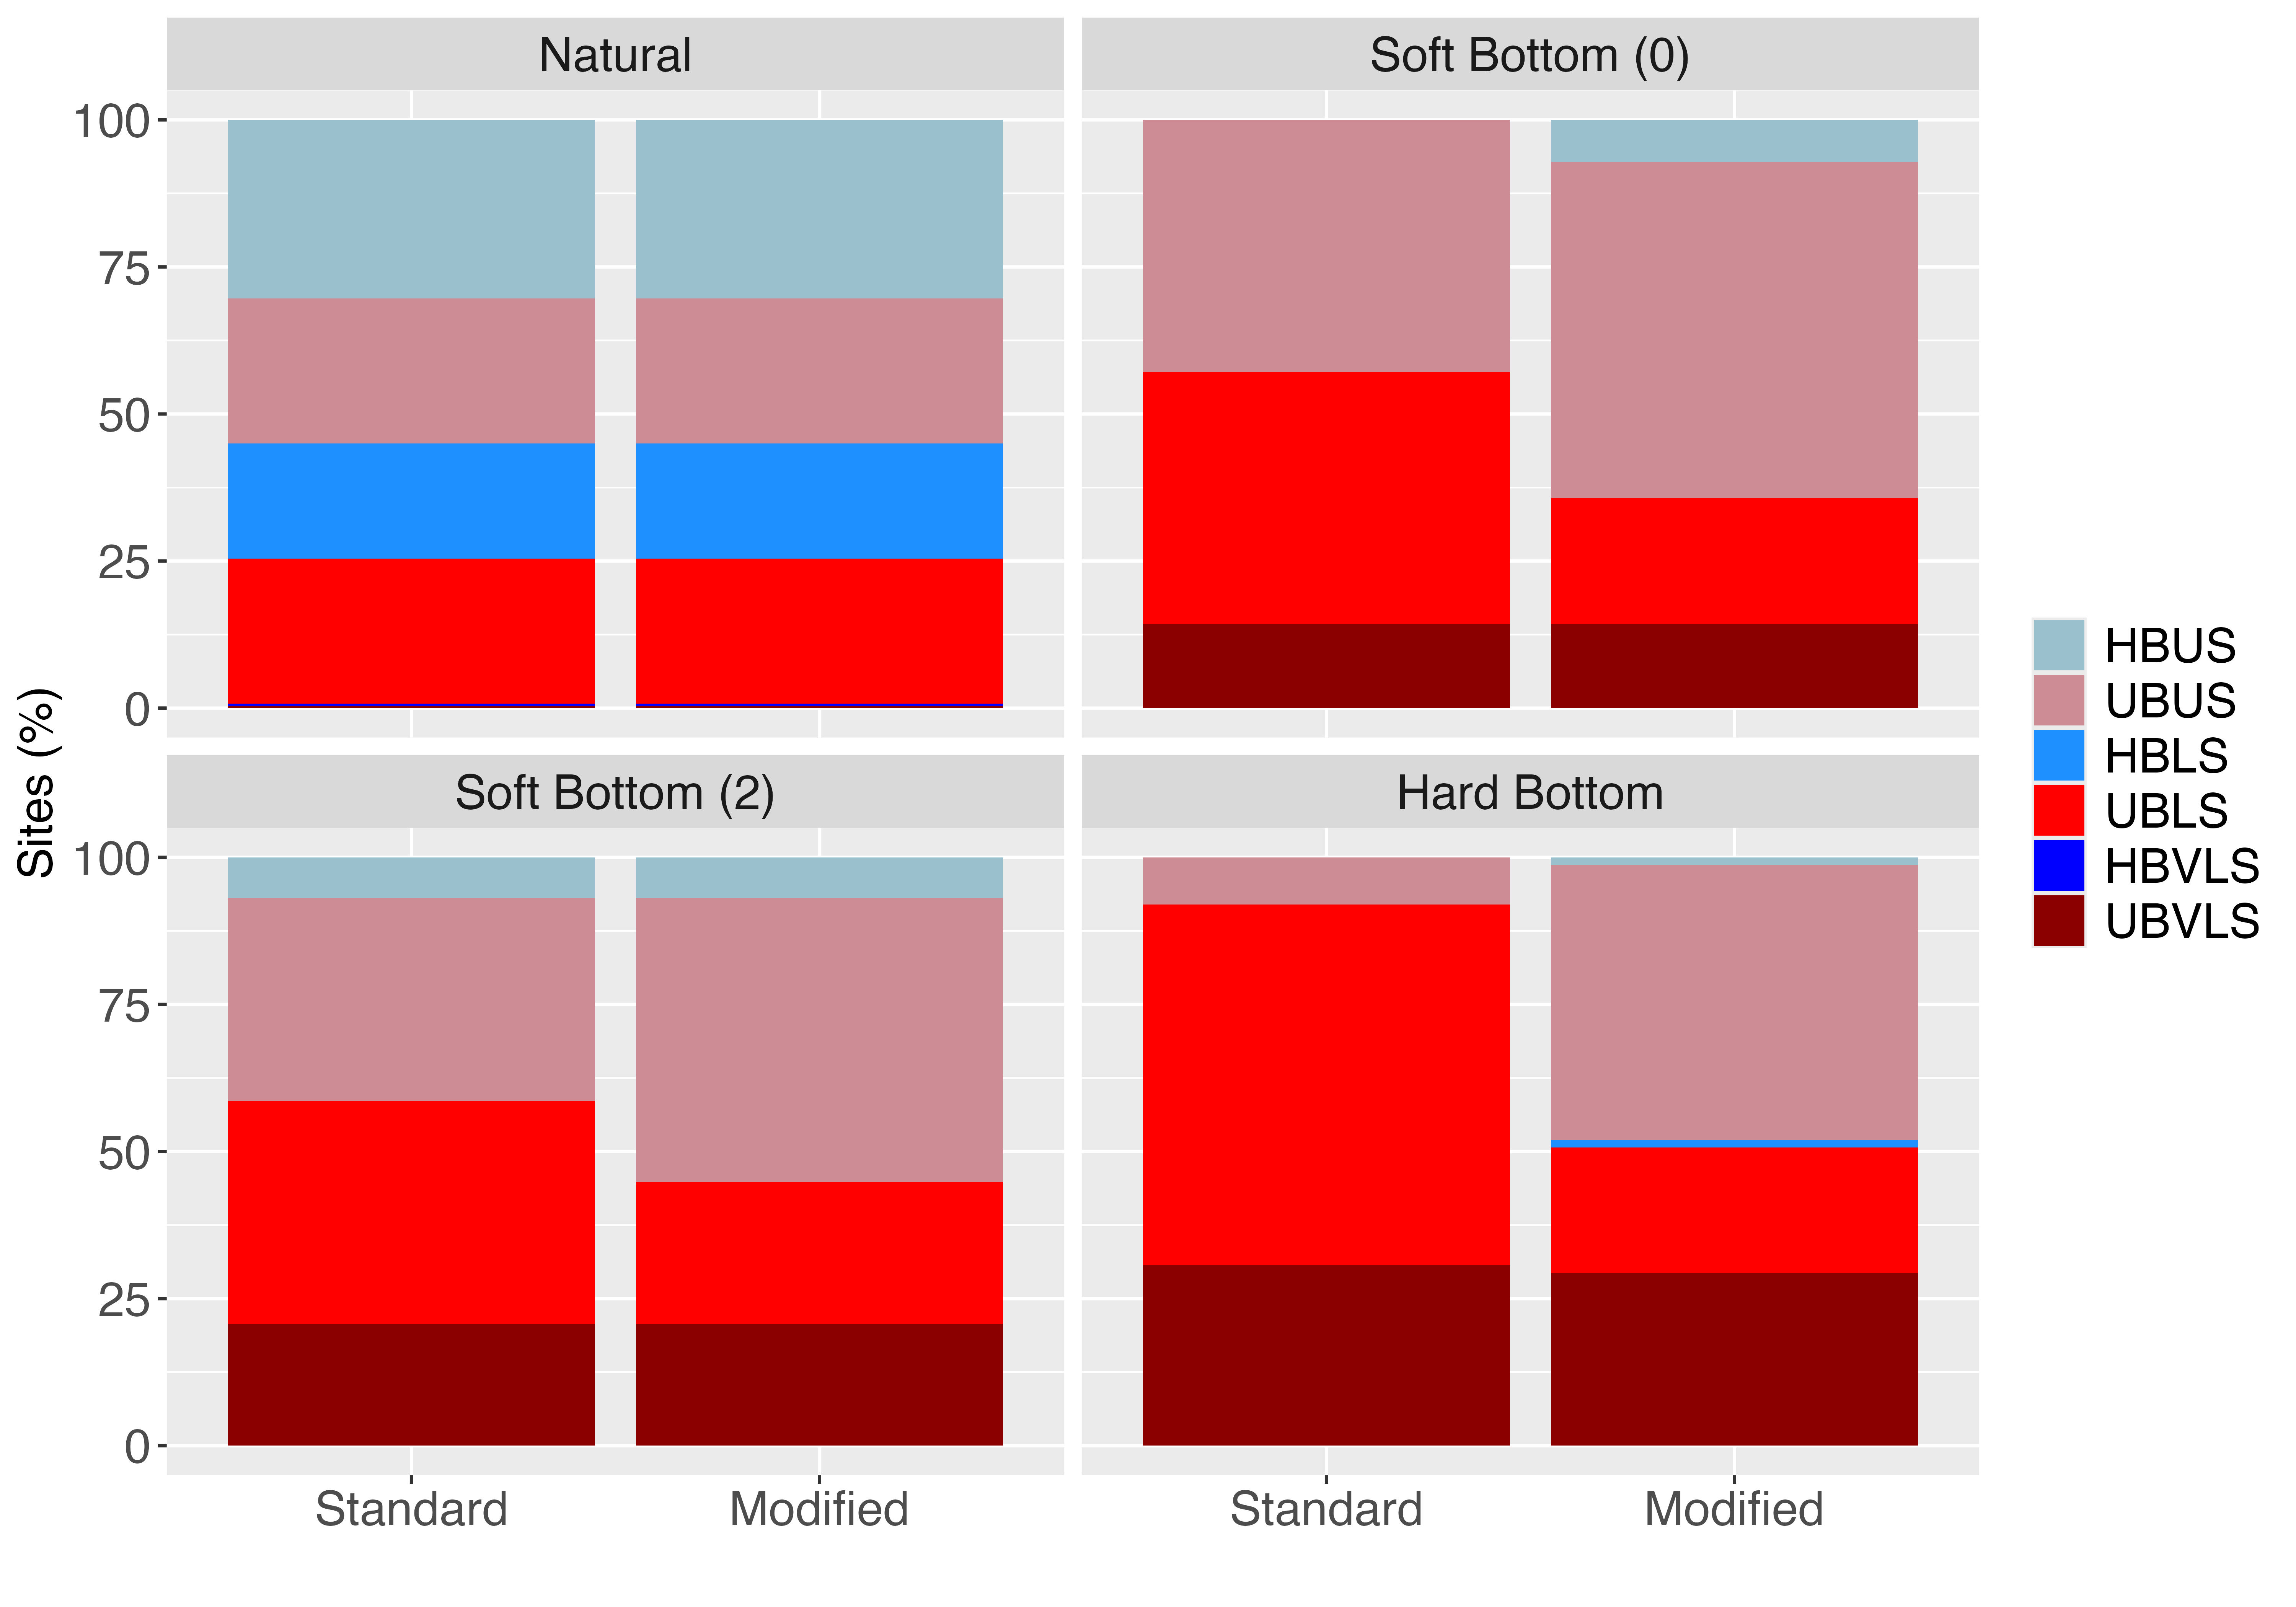 Natural
Soft Bottom (0)
100
75
50
25
0
Soft Bottom (2)
Hard Bottom
100
75
50
25
0
Sites (%)
Standard
Modified
Standard
Modified
HBUS
UBUS
HBLS
UBLS
HBVLS
UBVLS